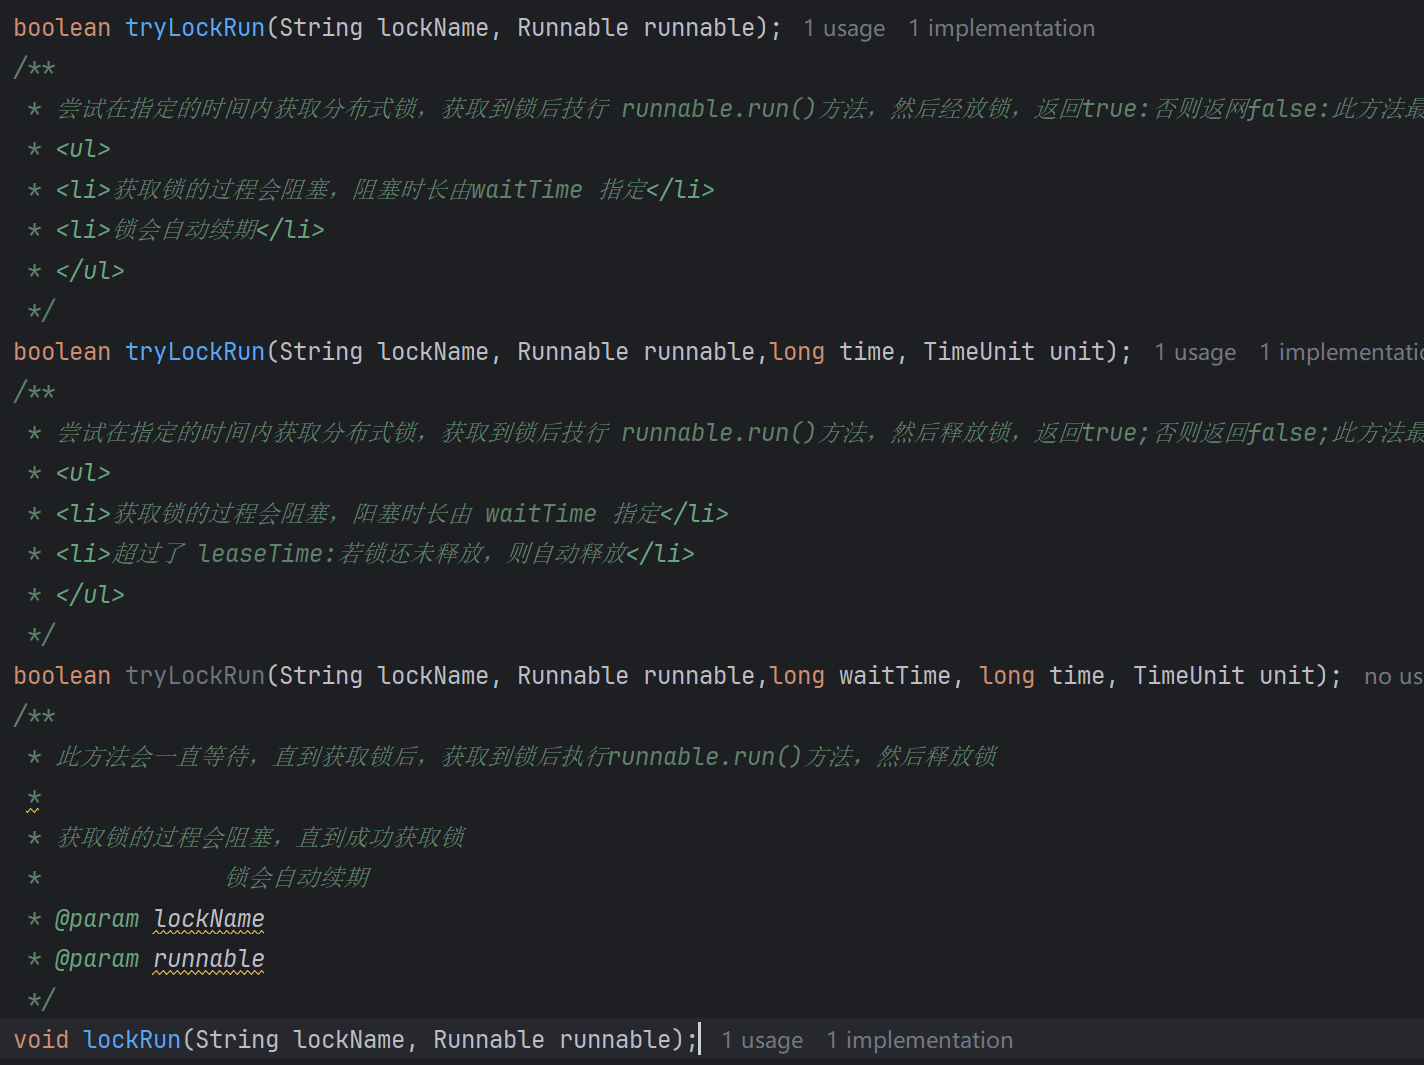 boolean tryLockRun(String lockName, Runnable runnable); 1 usage 1 implementation
/**
* 尝试在指定的时间内获取分布式锁，获取到锁后技行 runnable.run()方法，然后经放锁，返回true:否则返网false:此方法最
* <ul>
* <li>获取锁的过程会阻塞，阻塞时长由waitTime 指定</li>
* <li>锁会自动续期</li>
* </ul>
*/
boolean tryLockRun(String lockName, Runnable runnable,long time, TimeUnit unit); 1 usage 1 implementatio
/**
* 尝试在指定的时间内获取分布式锁，获取到锁后技行 runnable.run()方法，然后释放锁，返回true;否则返回false;此方法最
* <ul>
* <li>获取锁的过程会阻塞，阳塞时长由 waitTime 指定</li>
* <li>超过了 leaseTime:若锁还未释放，则自动释放</li>
* </ul>
*/
boolean tryLockRun(String lockName, Runnable runnable,long waitTime, long time, TimeUnit unit); no us
/**
* 此方法会一直等待，直到获取锁后，获取到锁后执行runnable.run()方法，然后释放锁
*
* 获取锁的过程会阻塞，直到成功获取锁
* 锁会自动续期
* @param lockName
* @param runnable
*/
void lockRun(String lockName, Runnable runnable); 1 usage 1 implementation